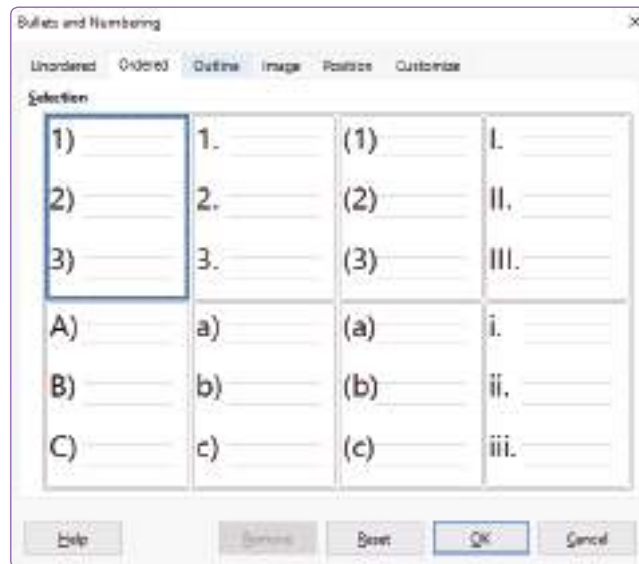 Bullets and Numbering
Unordered Ordered Outline Image Position Customize
Selection
1) 1. (1) I.
2) 2. (2) II.
3) 3. (3) III.
A) a) (a) i.
B) b) (b) ii.
C) c) (c) iii.
Help Remove Reset OK Cancel